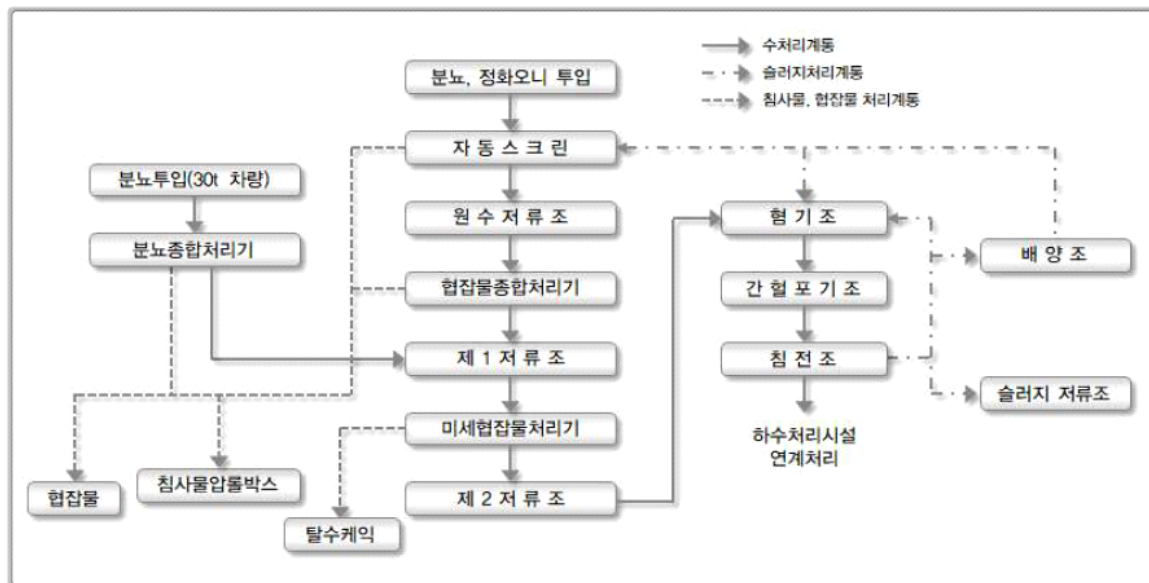 수처리계통
슬러지처리계통
침사물, 협잡물 처리계통
분뇨, 정화오니 투입
자 동 스 크 린
분뇨투입(30t 차량)
원 수 저 류 조
혐 기 조
분뇨종합처리기
배 양 조
협잡물종합처리기
간 헐 포 기 조
제 1 저 류 조
침 전 조
슬러지 저류조
미세협잡물처리기
하수처리시설
연계처리
침사물압롤박스
협잡물
제 2 저 류 조
탈수케익